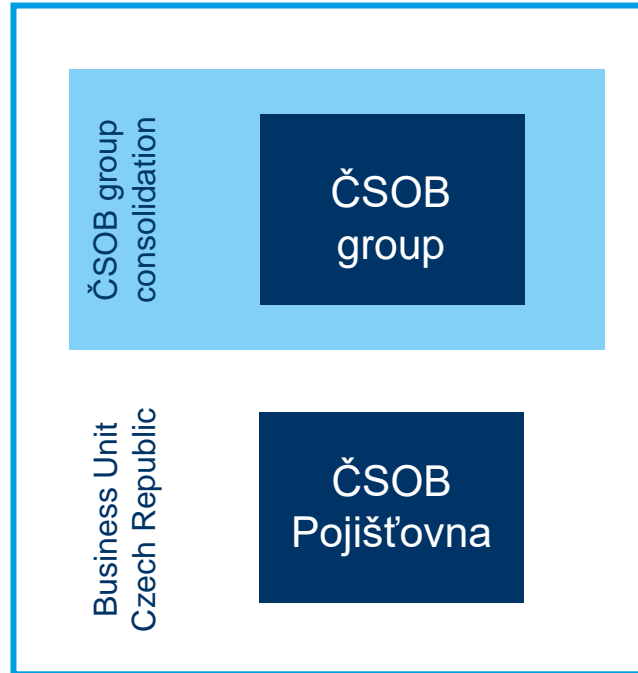 ČSOB group
consolidation
ČSOB
group
Business Unit
Czech Republic
ČSOB
Pojišťovna